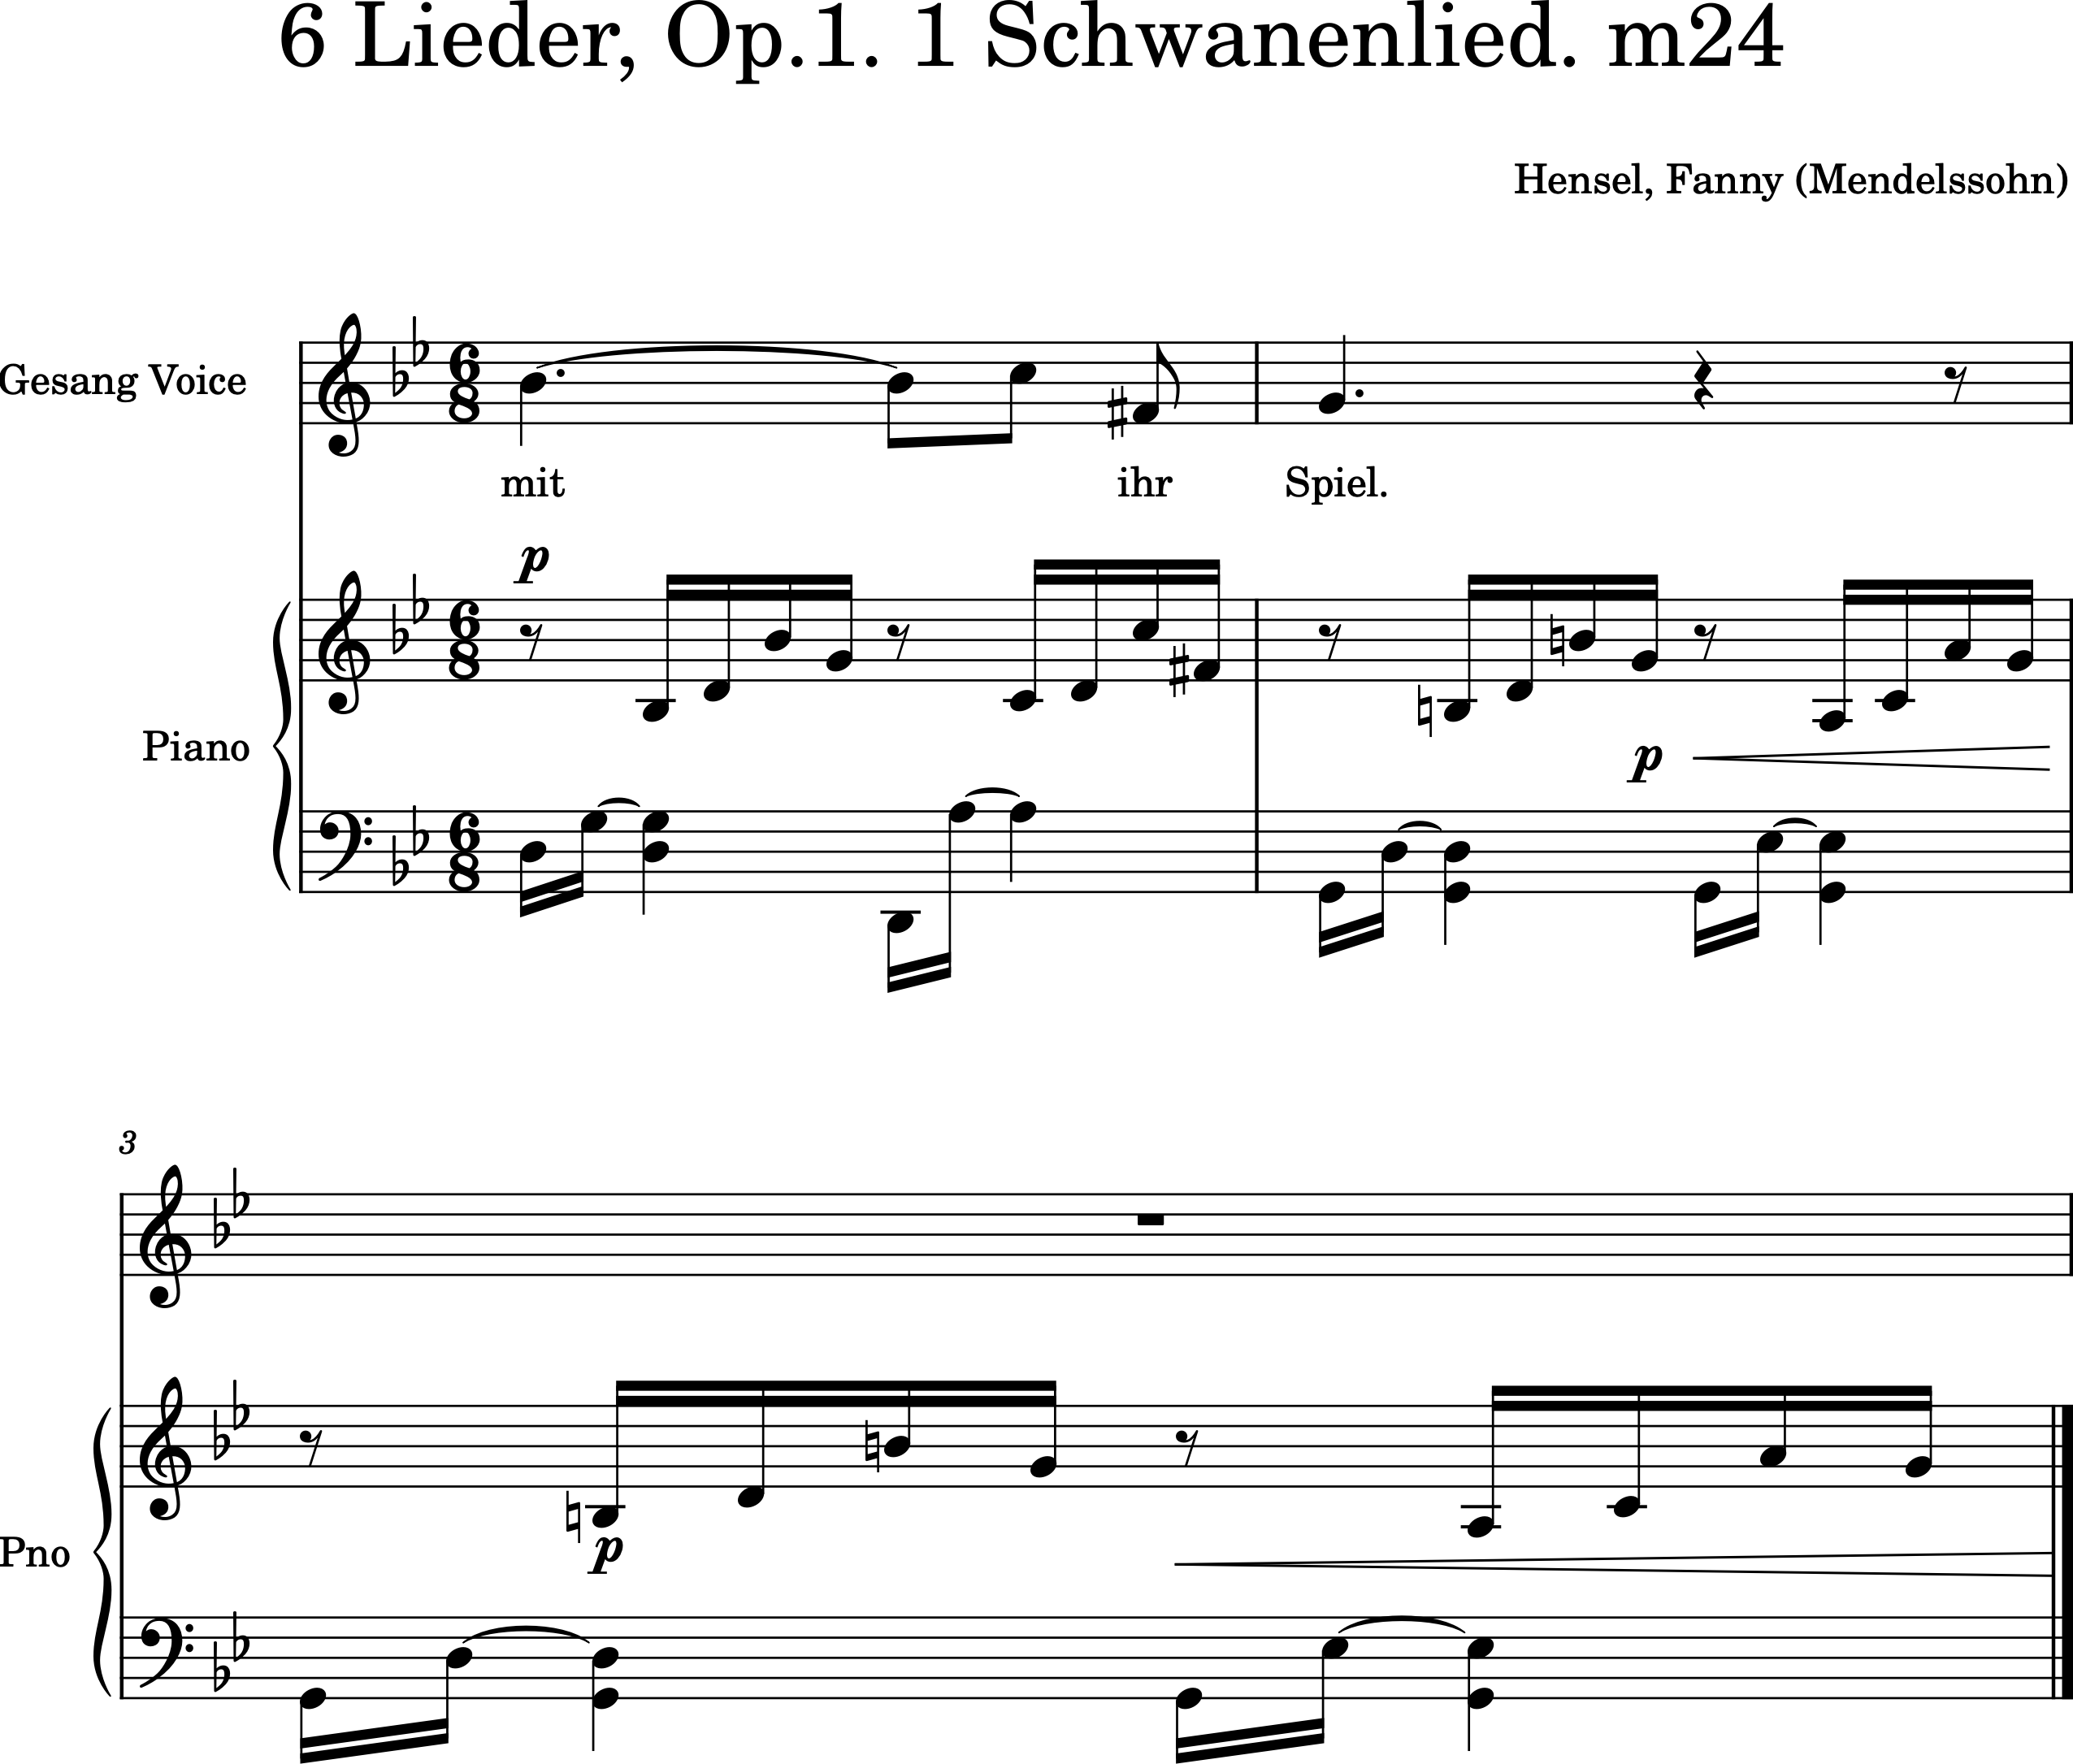 6 Lieder, Op.1. 1 Schwanenlied. m24
Hensel, Fanny (Mendelssohn)
Gesang Voice
mit ihr Spiel.
p
Piano
p
3
Pno
p